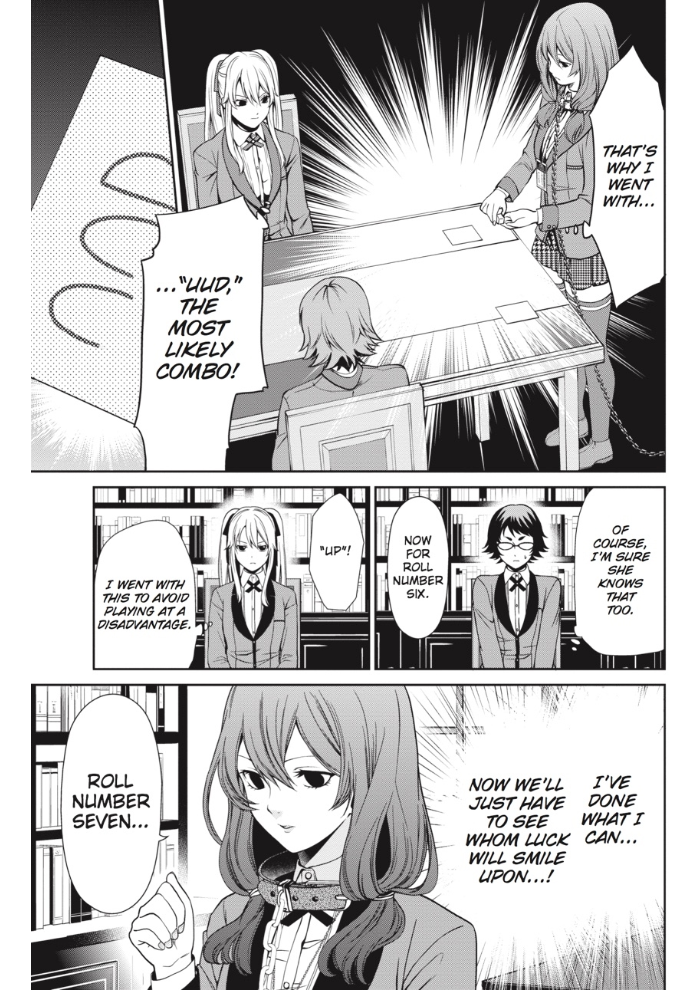 THAT'S
WHY I
WENT
WITH...
..."UUD,"
THE
MOST
LIKELY
COMBO!
UUD
OF
COURSE,
I'M SURE
SHE
KNOWS
THAT
TOO.
NOW
FOR
ROLL
NUMBER
SIX.
"UP"!
I WENT WITH
THIS TO AVOID
PLAYING AT A
DISADVANTAGE.
I'VE
DONE
WHAT I
CAN...
NOW WE'LL
JUST HAVE
TO SEE
WHOM LUCK
WILL SMILE
UPON...!
ROLL
NUMBER
SEVEN...